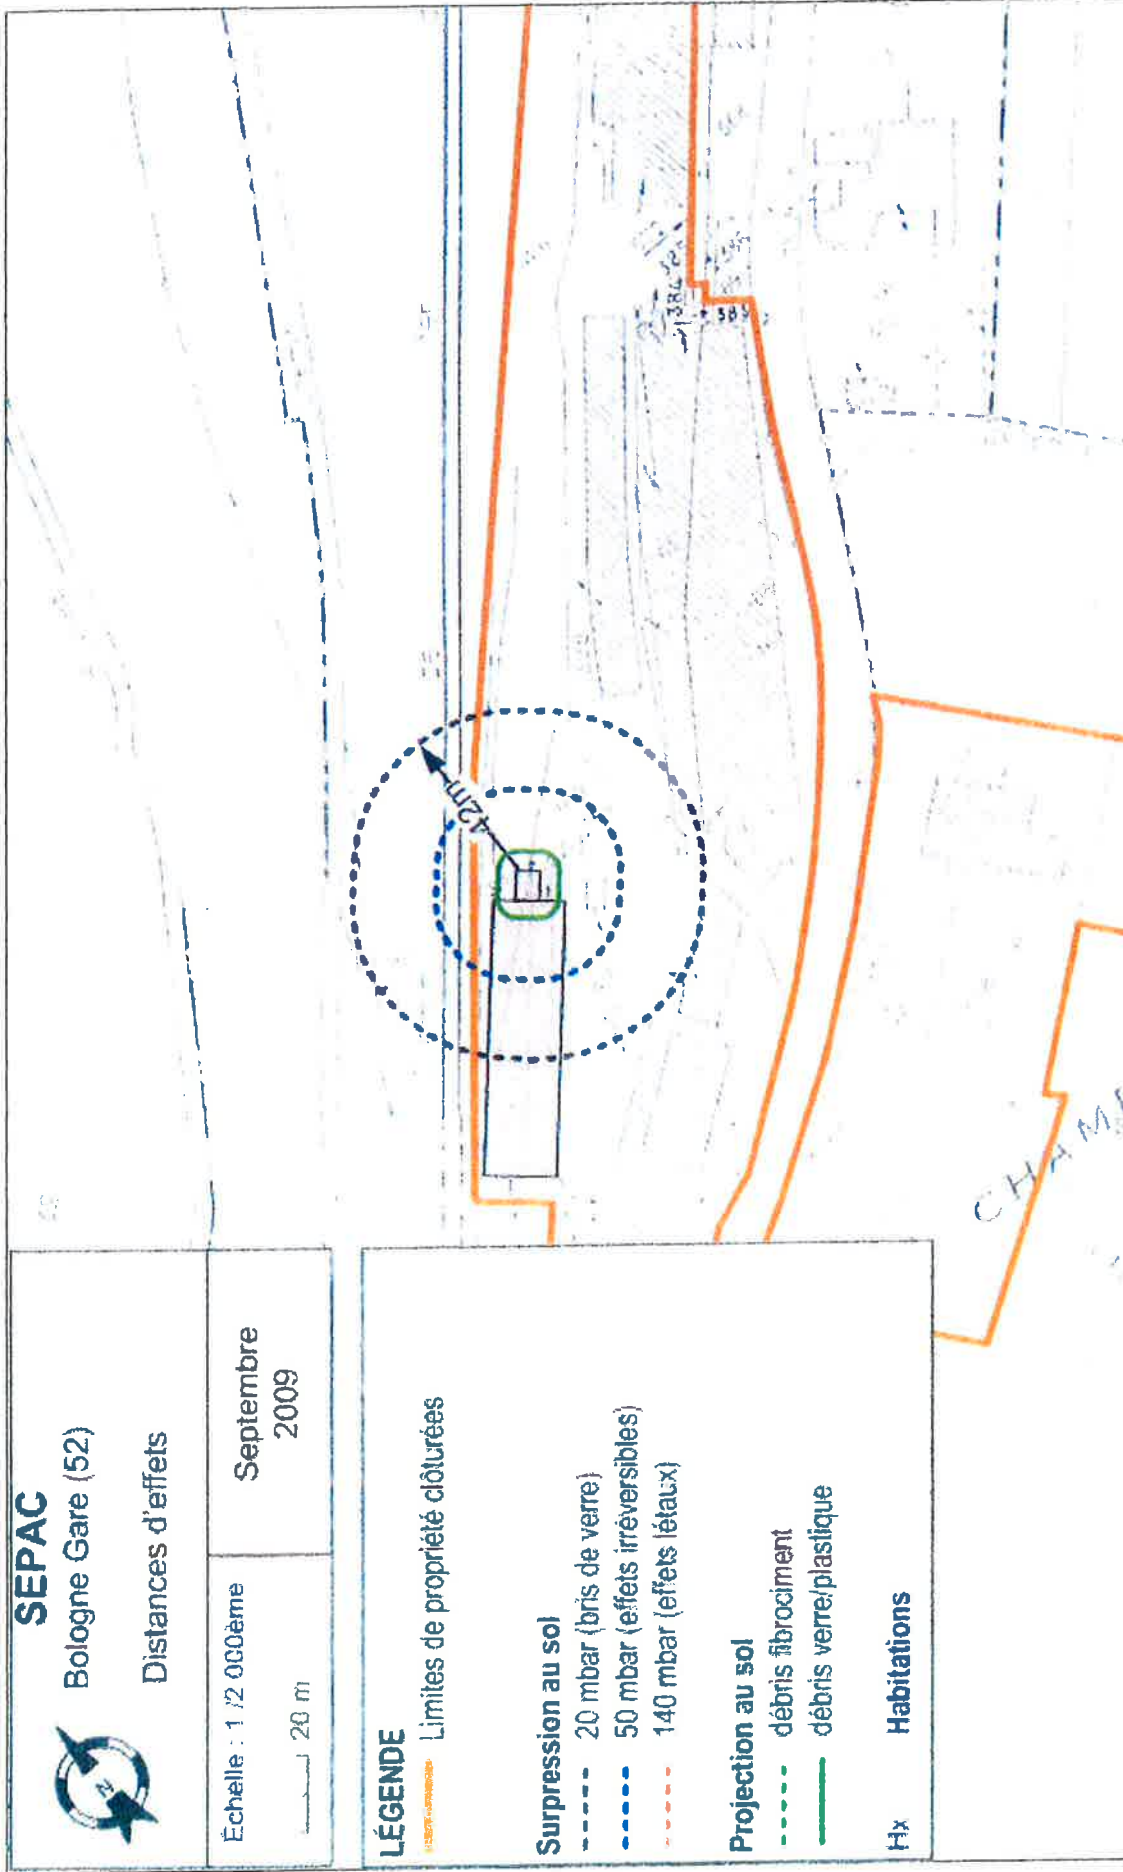 SEPAC
Bologne Gare (52)
Distances d'effets
Échelle : 1 /2 000ème
20 m
Septembre
2009
LÉGENDE
Limites de propriété clôturées
Surpression au sol
20 mbar (bris de verre)
50 mbar (effets irréversibles)
140 mbar (effets létaux)
Projection au sol
débris fibrociment
débris verre/plastique
Hx Habitations
N
42m
384
385
CHAM